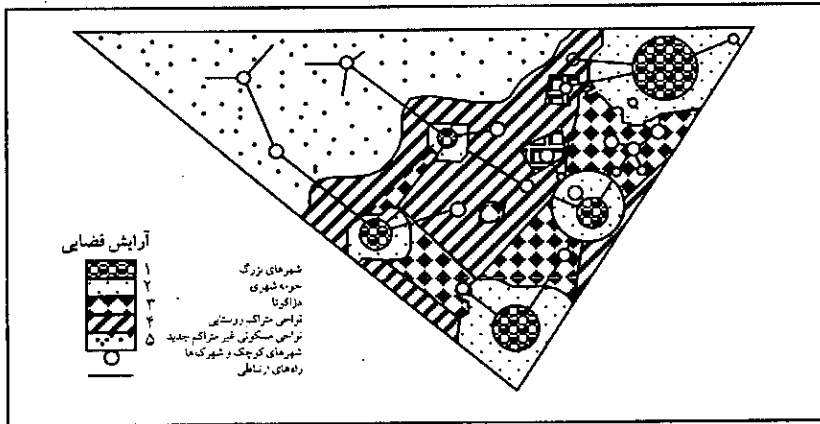 آرایش فضایی
۱ شهرهای بزرگ
۲ حومه شهری
۳ دزاکوتا
۴ نواحی متراکم روستایی
۵ نواحی مسکونی غیر متراکم جدید
شهرهای کوچک و شهرک ها
راه‌های ارتباطی